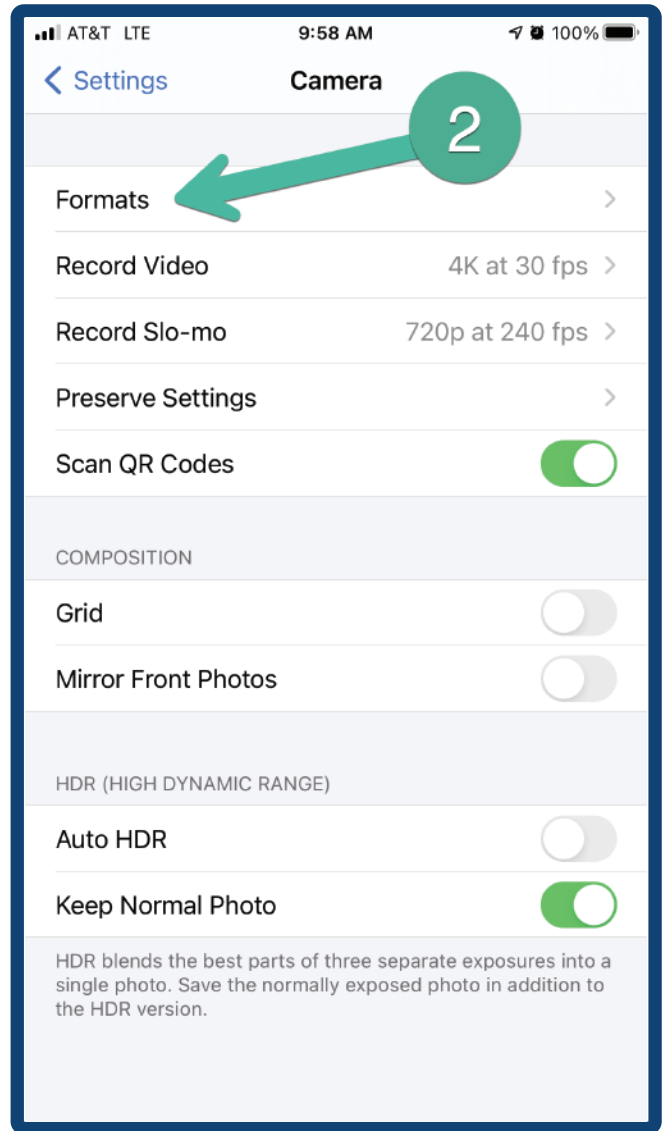 AT&T LTE 9:58 AM 100%
Settings Camera
2
Formats
Record Video 4K at 30 fps
Record Slo-mo 720p at 240 fps
Preserve Settings
Scan QR Codes
COMPOSITION
Grid
Mirror Front Photos
HDR (HIGH DYNAMIC RANGE)
Auto HDR
Keep Normal Photo
HDR blends the best parts of three separate exposures into a
single photo. Save the normally exposed photo in addition to
the HDR version.